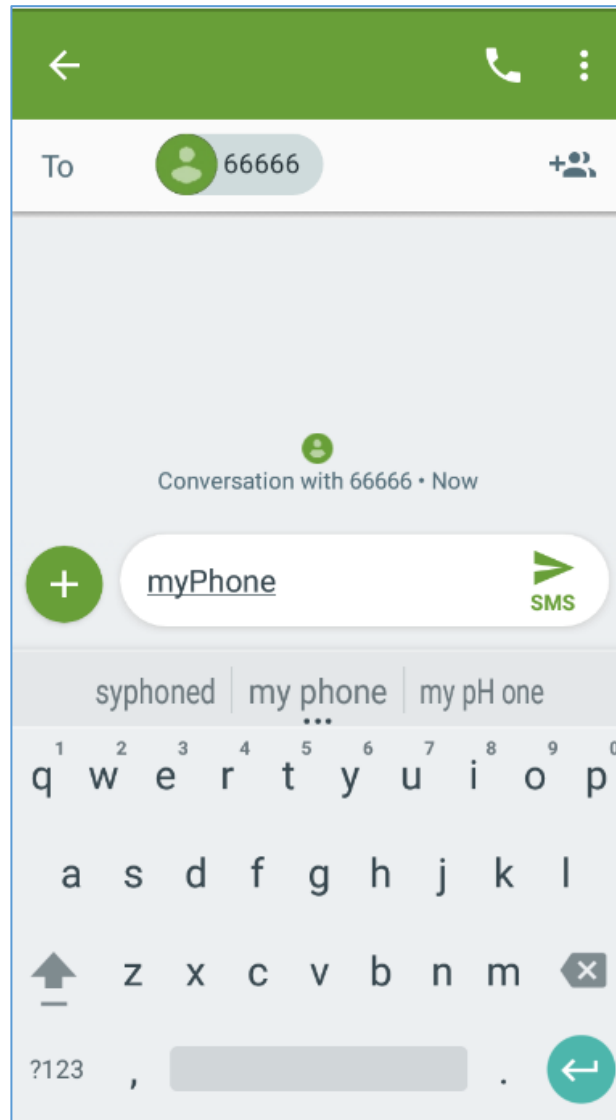 To 66666
Conversation with 66666 • Now
myPhone
SMS
syphoned my phone my pH one
1 2 3 4 5 6 7 8 9 0
q w e r t y u i o p
a s d f g h j k l
z x c v b n m
?123 , .